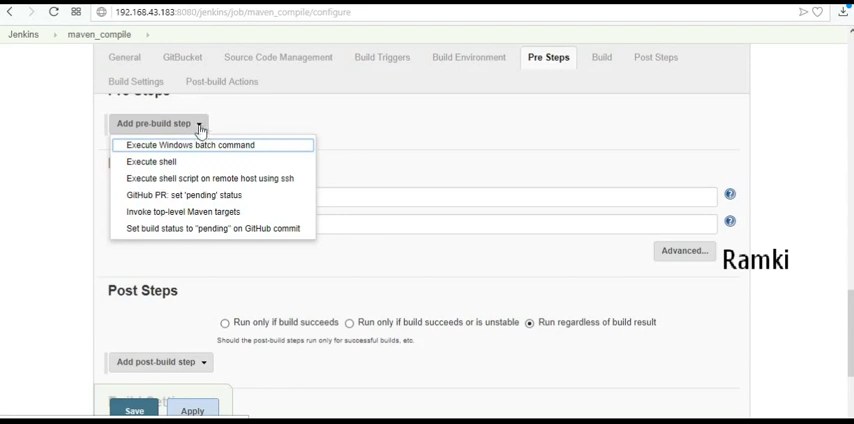 192.168.43.183:8080/jenkins/job/maven_compile/configure
Jenkins maven_compile
General GitBucket Source Code Management Build Triggers Build Environment Pre Steps Build Post Steps
Build Settings Post-build Actions
Pre Steps
Add pre-build step
Execute Windows batch command
Execute shell
Execute shell script on remote host using ssh
GitHub PR: set 'pending' status
Invoke top-level Maven targets
Set build status to "pending" on GitHub commit
Advanced...
Ramki
Post Steps
Run only if build succeeds Run only if build succeeds or is unstable Run regardless of build result
Should the post-build steps run only for successful builds, etc.
Add post-build step
Save Apply